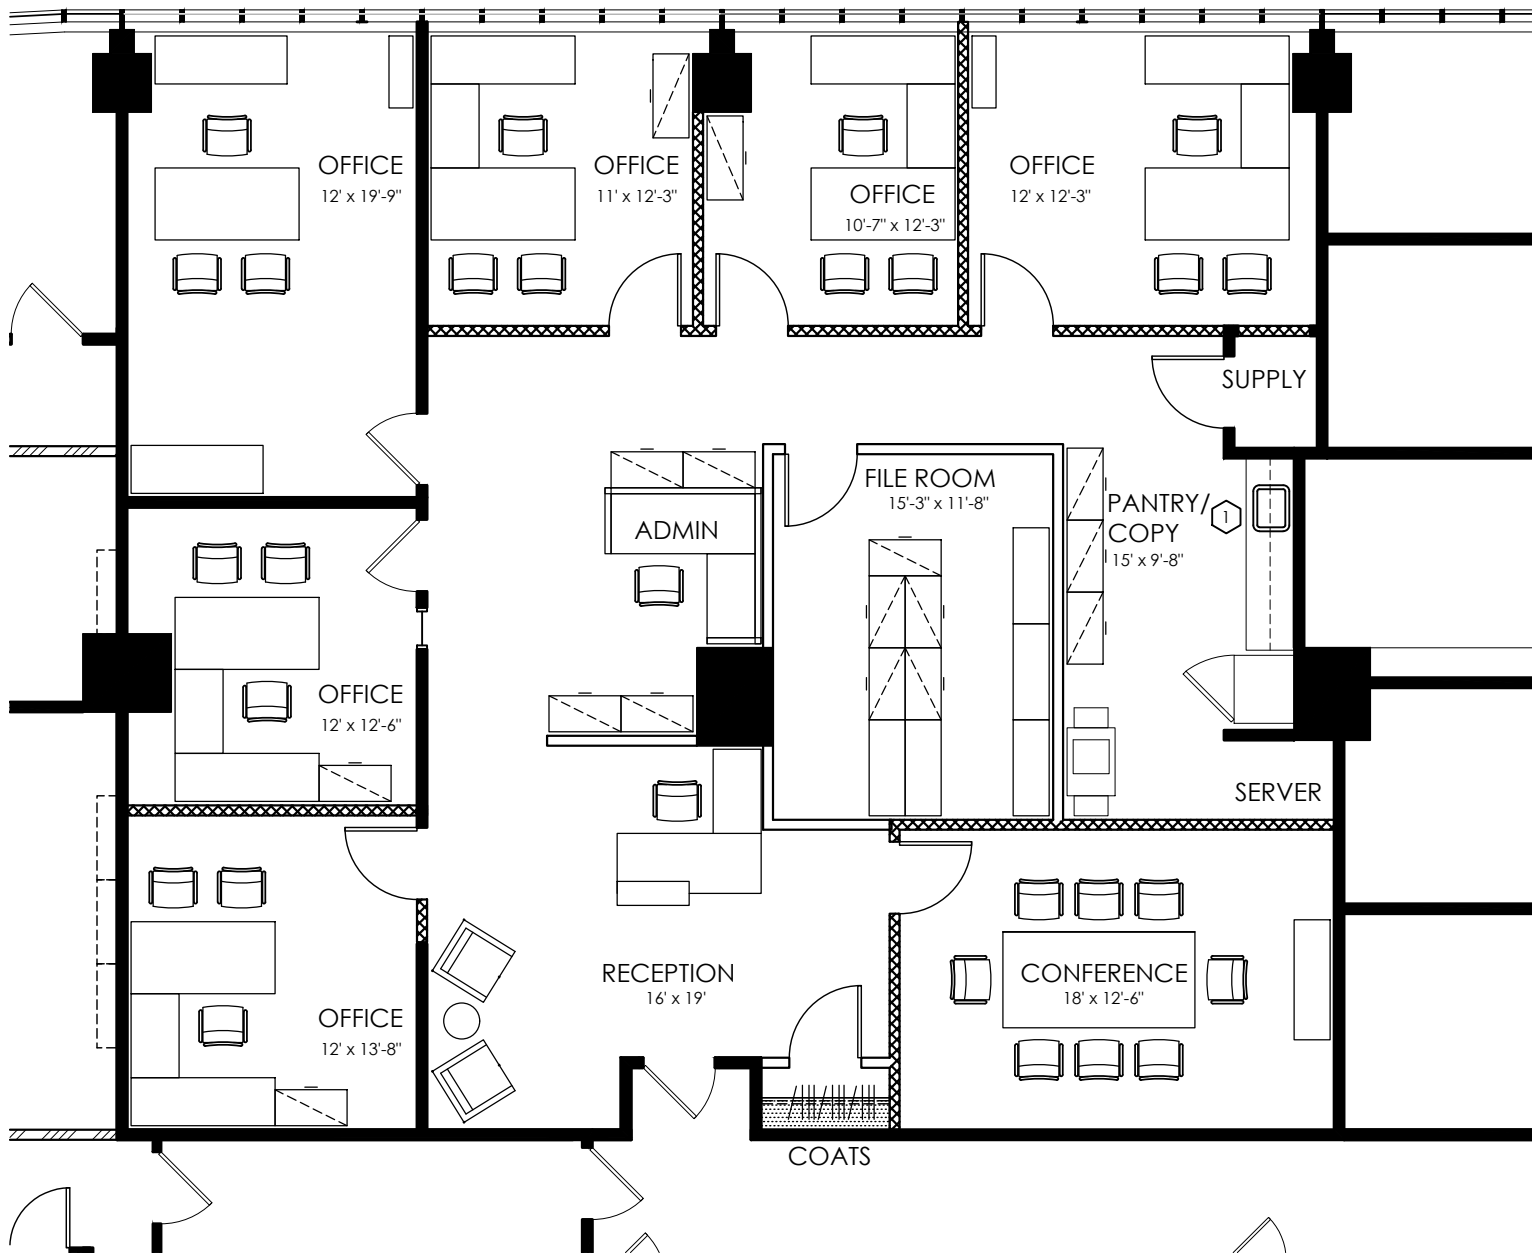 OFFICE
12' x 19'-9"
OFFICE
11' x 12'-3"
OFFICE
10'-7" x 12'-3"
OFFICE
12' x 12'-3"
SUPPLY
FILE ROOM
15'-3" x 11'-8"
PANTRY/
COPY
15' x 9'-8"
1
ADMIN
OFFICE
12' x 12'-6"
SERVER
RECEPTION
16' x 19'
CONFERENCE
18' x 12'-6"
OFFICE
12' x 13'-8"
COATS